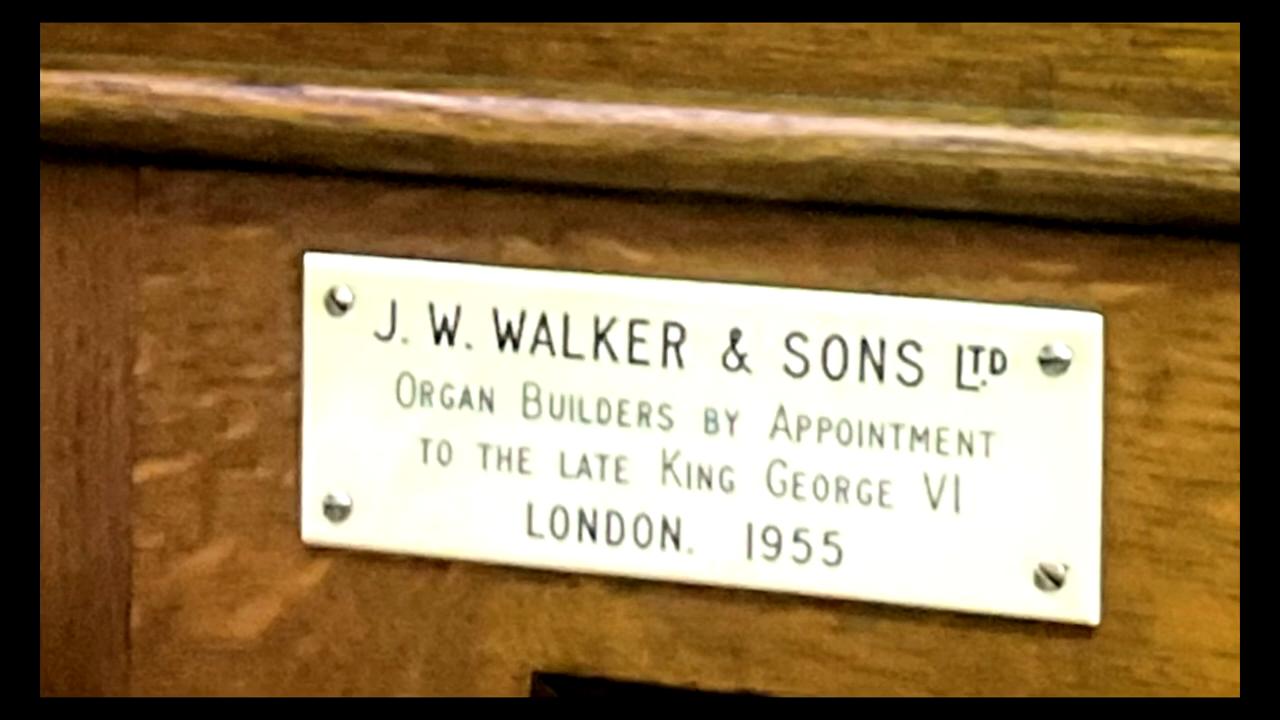 J. W. WALKER & SONS LTD.
ORGAN BUILDERS BY APPOINTMENT
TO THE LATE KING GEORGE VI
LONDON. 1955